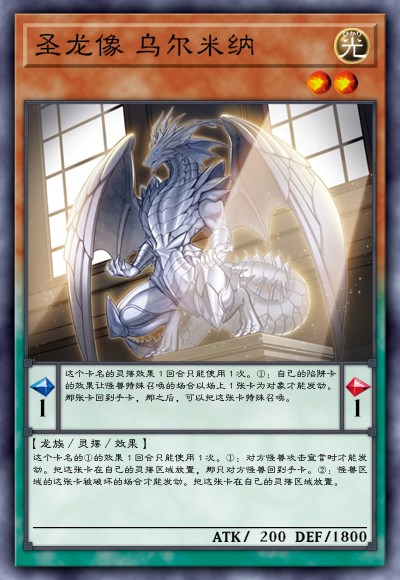 圣龙像 乌尔米纳
光
这个卡名的灵摆效果1回合只能使用1次。①：自己的陷阱卡
的效果让怪兽特殊召唤的场合以场上1张卡为对象才能发动。
那张卡回到手卡，那之后，可以把这张卡特殊召唤。
1
1
【龙族／灵摆／效果】
这个卡名的①的效果1回合只能使用1次。①：对方怪兽攻击宣言时才能发
动。把这张卡在自己的灵摆区域放置，那只对方怪兽回到手卡。②：怪兽区
域的这张卡被破坏的场合才能发动。把这张卡在自己的灵摆区域放置。
ATK/ 200 DEF/1800